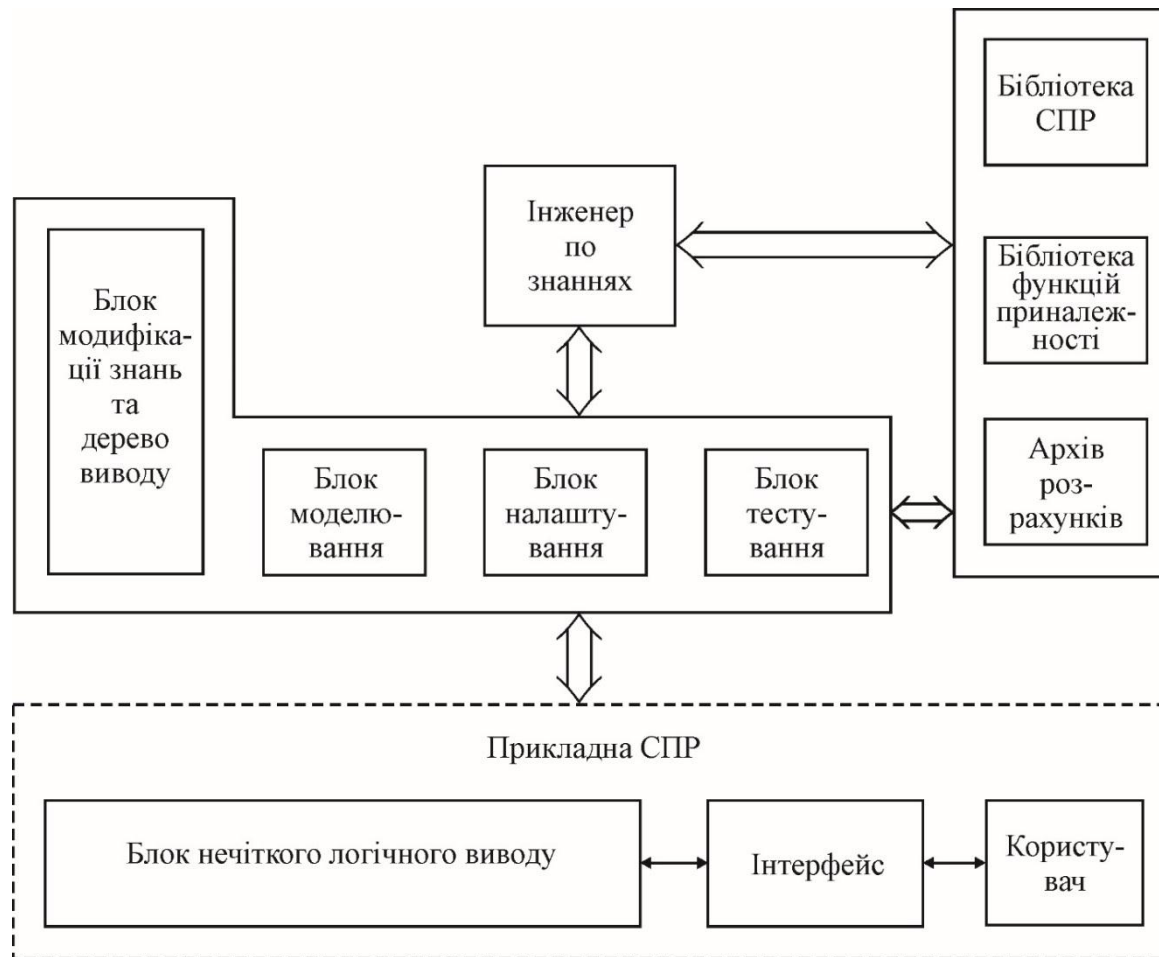 Бібліотека
СПР
Інженер
по
знаннях
Бібліотека
функцій
приналеж-
ності
Блок
модифіка-
ції знань
та
дерево
виводу
Блок
моделю-
вання
Блок
налашту-
вання
Блок
тесту-
вання
Архів
роз-
рахунків
Прикладна СПР
Блок нечіткого логічного виводу
Інтерфейс
Користу-
вач